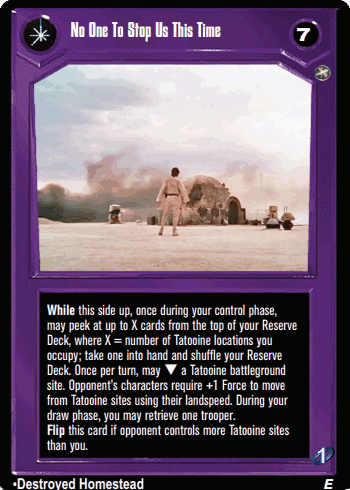 No One To Stop Us This Time
7
While this side up, once during your control phase,
may peek at up to X cards from the top of your Reserve
Deck, where X = number of Tatooine locations you
occupy; take one into hand and shuffle your Reserve
Deck. Once per turn, may ▼ a Tatooine battleground
site. Opponent's characters require +1 Force to move
from Tatooine sites using their landspeed. During your
draw phase, you may retrieve one trooper.
Flip this card if opponent controls more Tatooine sites
than you.
1
•Destroyed Homestead E